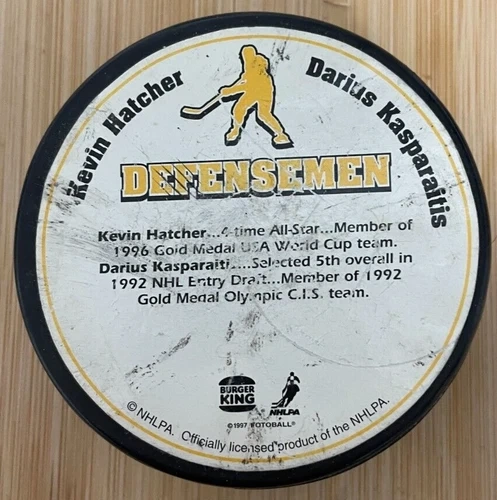 Kevin Hatcher
Darius Kasparaitis
DEFENSEMEN
Kevin Hatcher...4-time All-Star...Member of
1996 Gold Medal USA World Cup team.
Darius Kasparaiti....Selected 5th overall in
1992 NHL Entry Draft...Member of 1992
Gold Medal Olympic C.I.S. team.
BURGER
KING
NHLPA
©1997 FOTOBALL®
© NHLPA. Officially licensed product of the NHLPA.